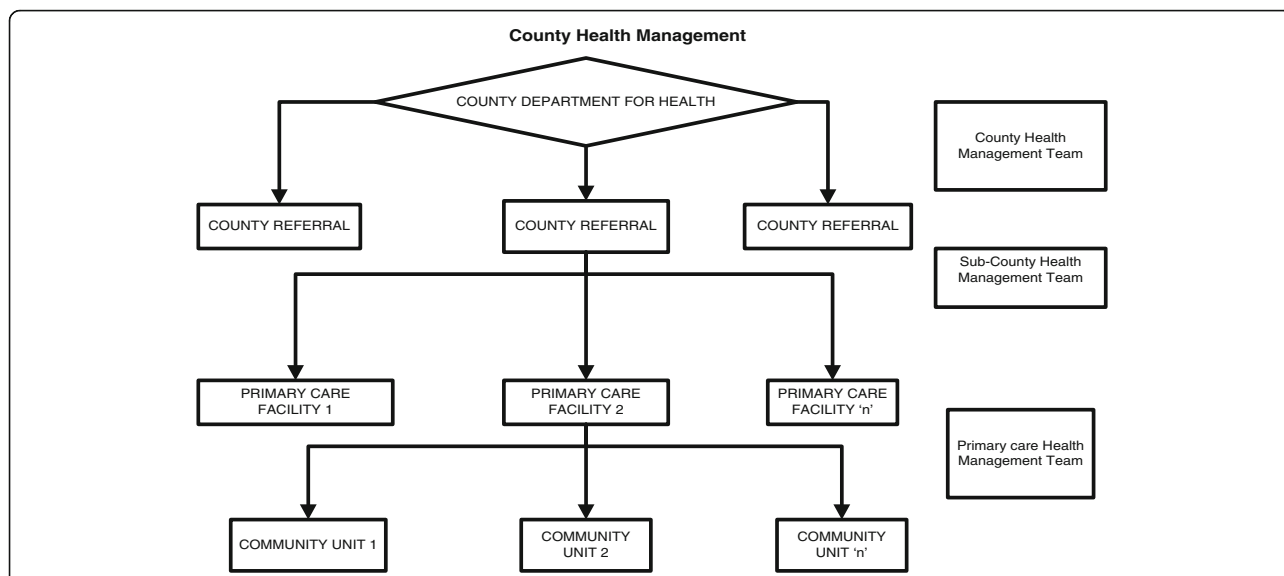 County Health Management
COUNTY DEPARTMENT FOR HEALTH
County Health
Management Team
COUNTY REFERRAL
COUNTY REFERRAL
COUNTY REFERRAL
Sub-County Health
Management Team
PRIMARY CARE
FACILITY 1
PRIMARY CARE
FACILITY 2
PRIMARY CARE
FACILITY ‘n’
Primary care Health
Management Team
COMMUNITY UNIT 1
COMMUNITY
UNIT 2
COMMUNITY
UNIT ‘n’